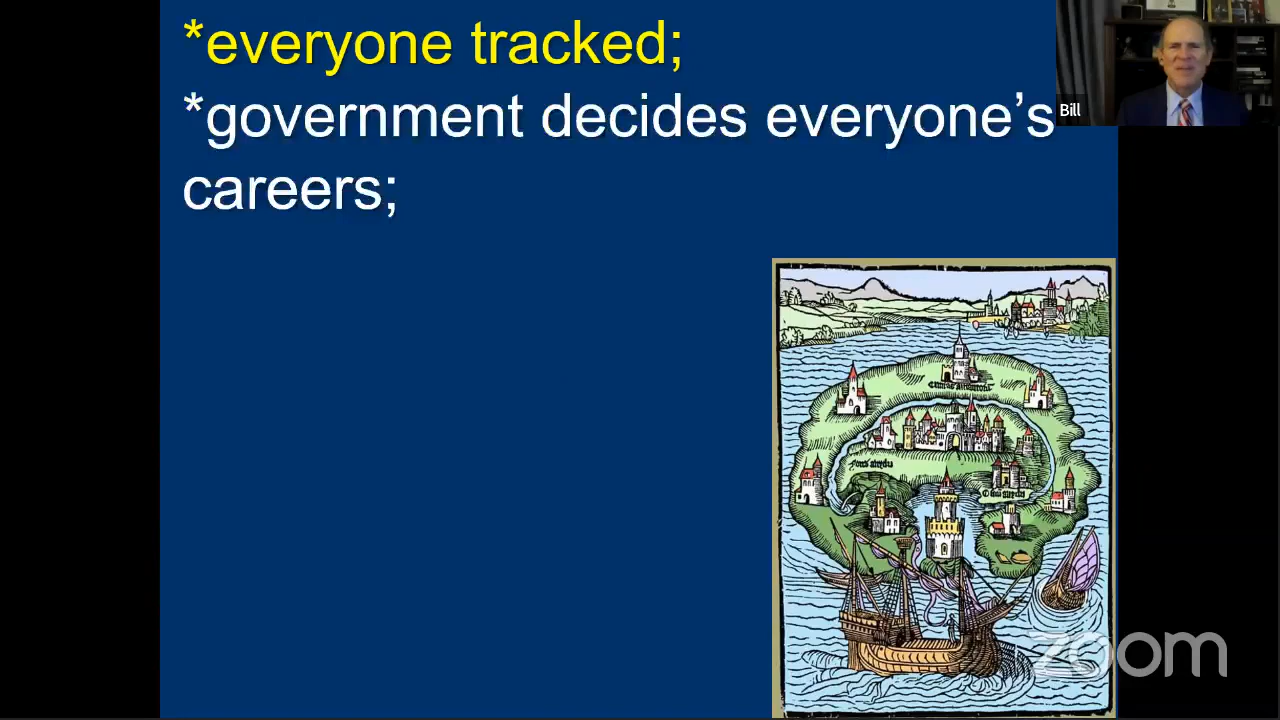 *everyone tracked;
*government decides everyone’s
careers;
Bill
zoom